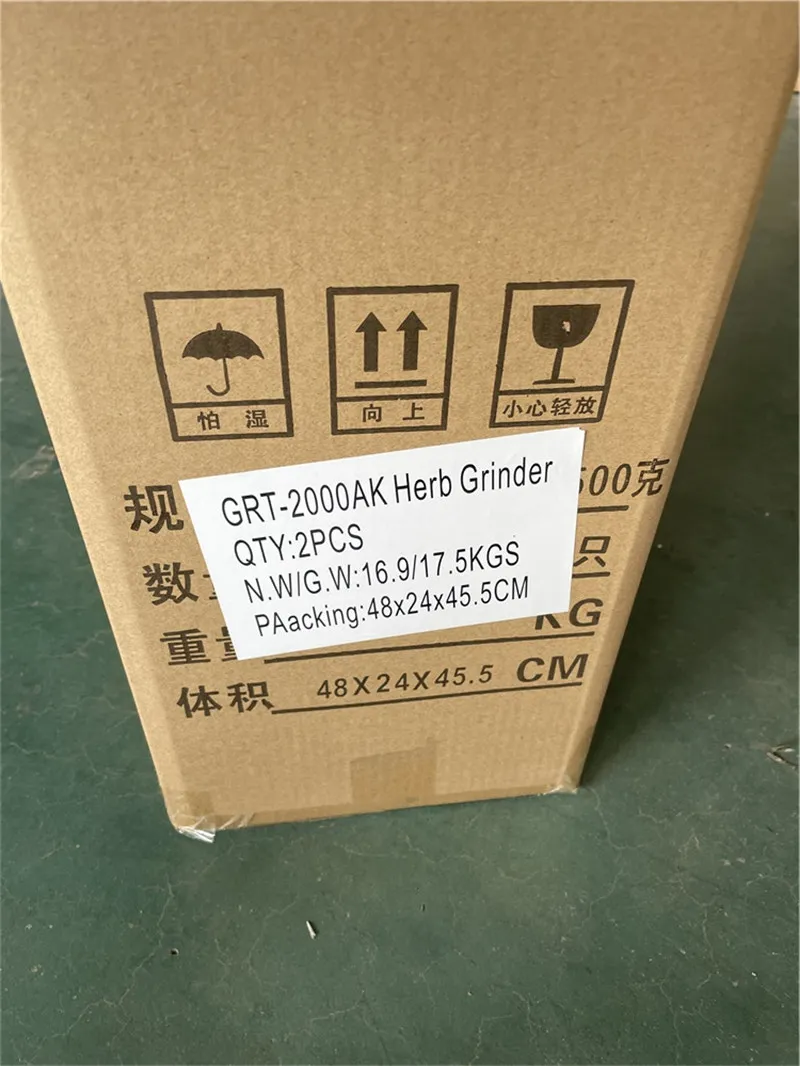 怕 湿
向 上
小心轻放
GRT-2000AK Herb Grinder
QTY:2PCS
N.W/G.W:16.9/17.5KGS
PAacking:48x24x45.5CM
规 500克
数 只
重量 KG
体积 48X24X45.5 CM